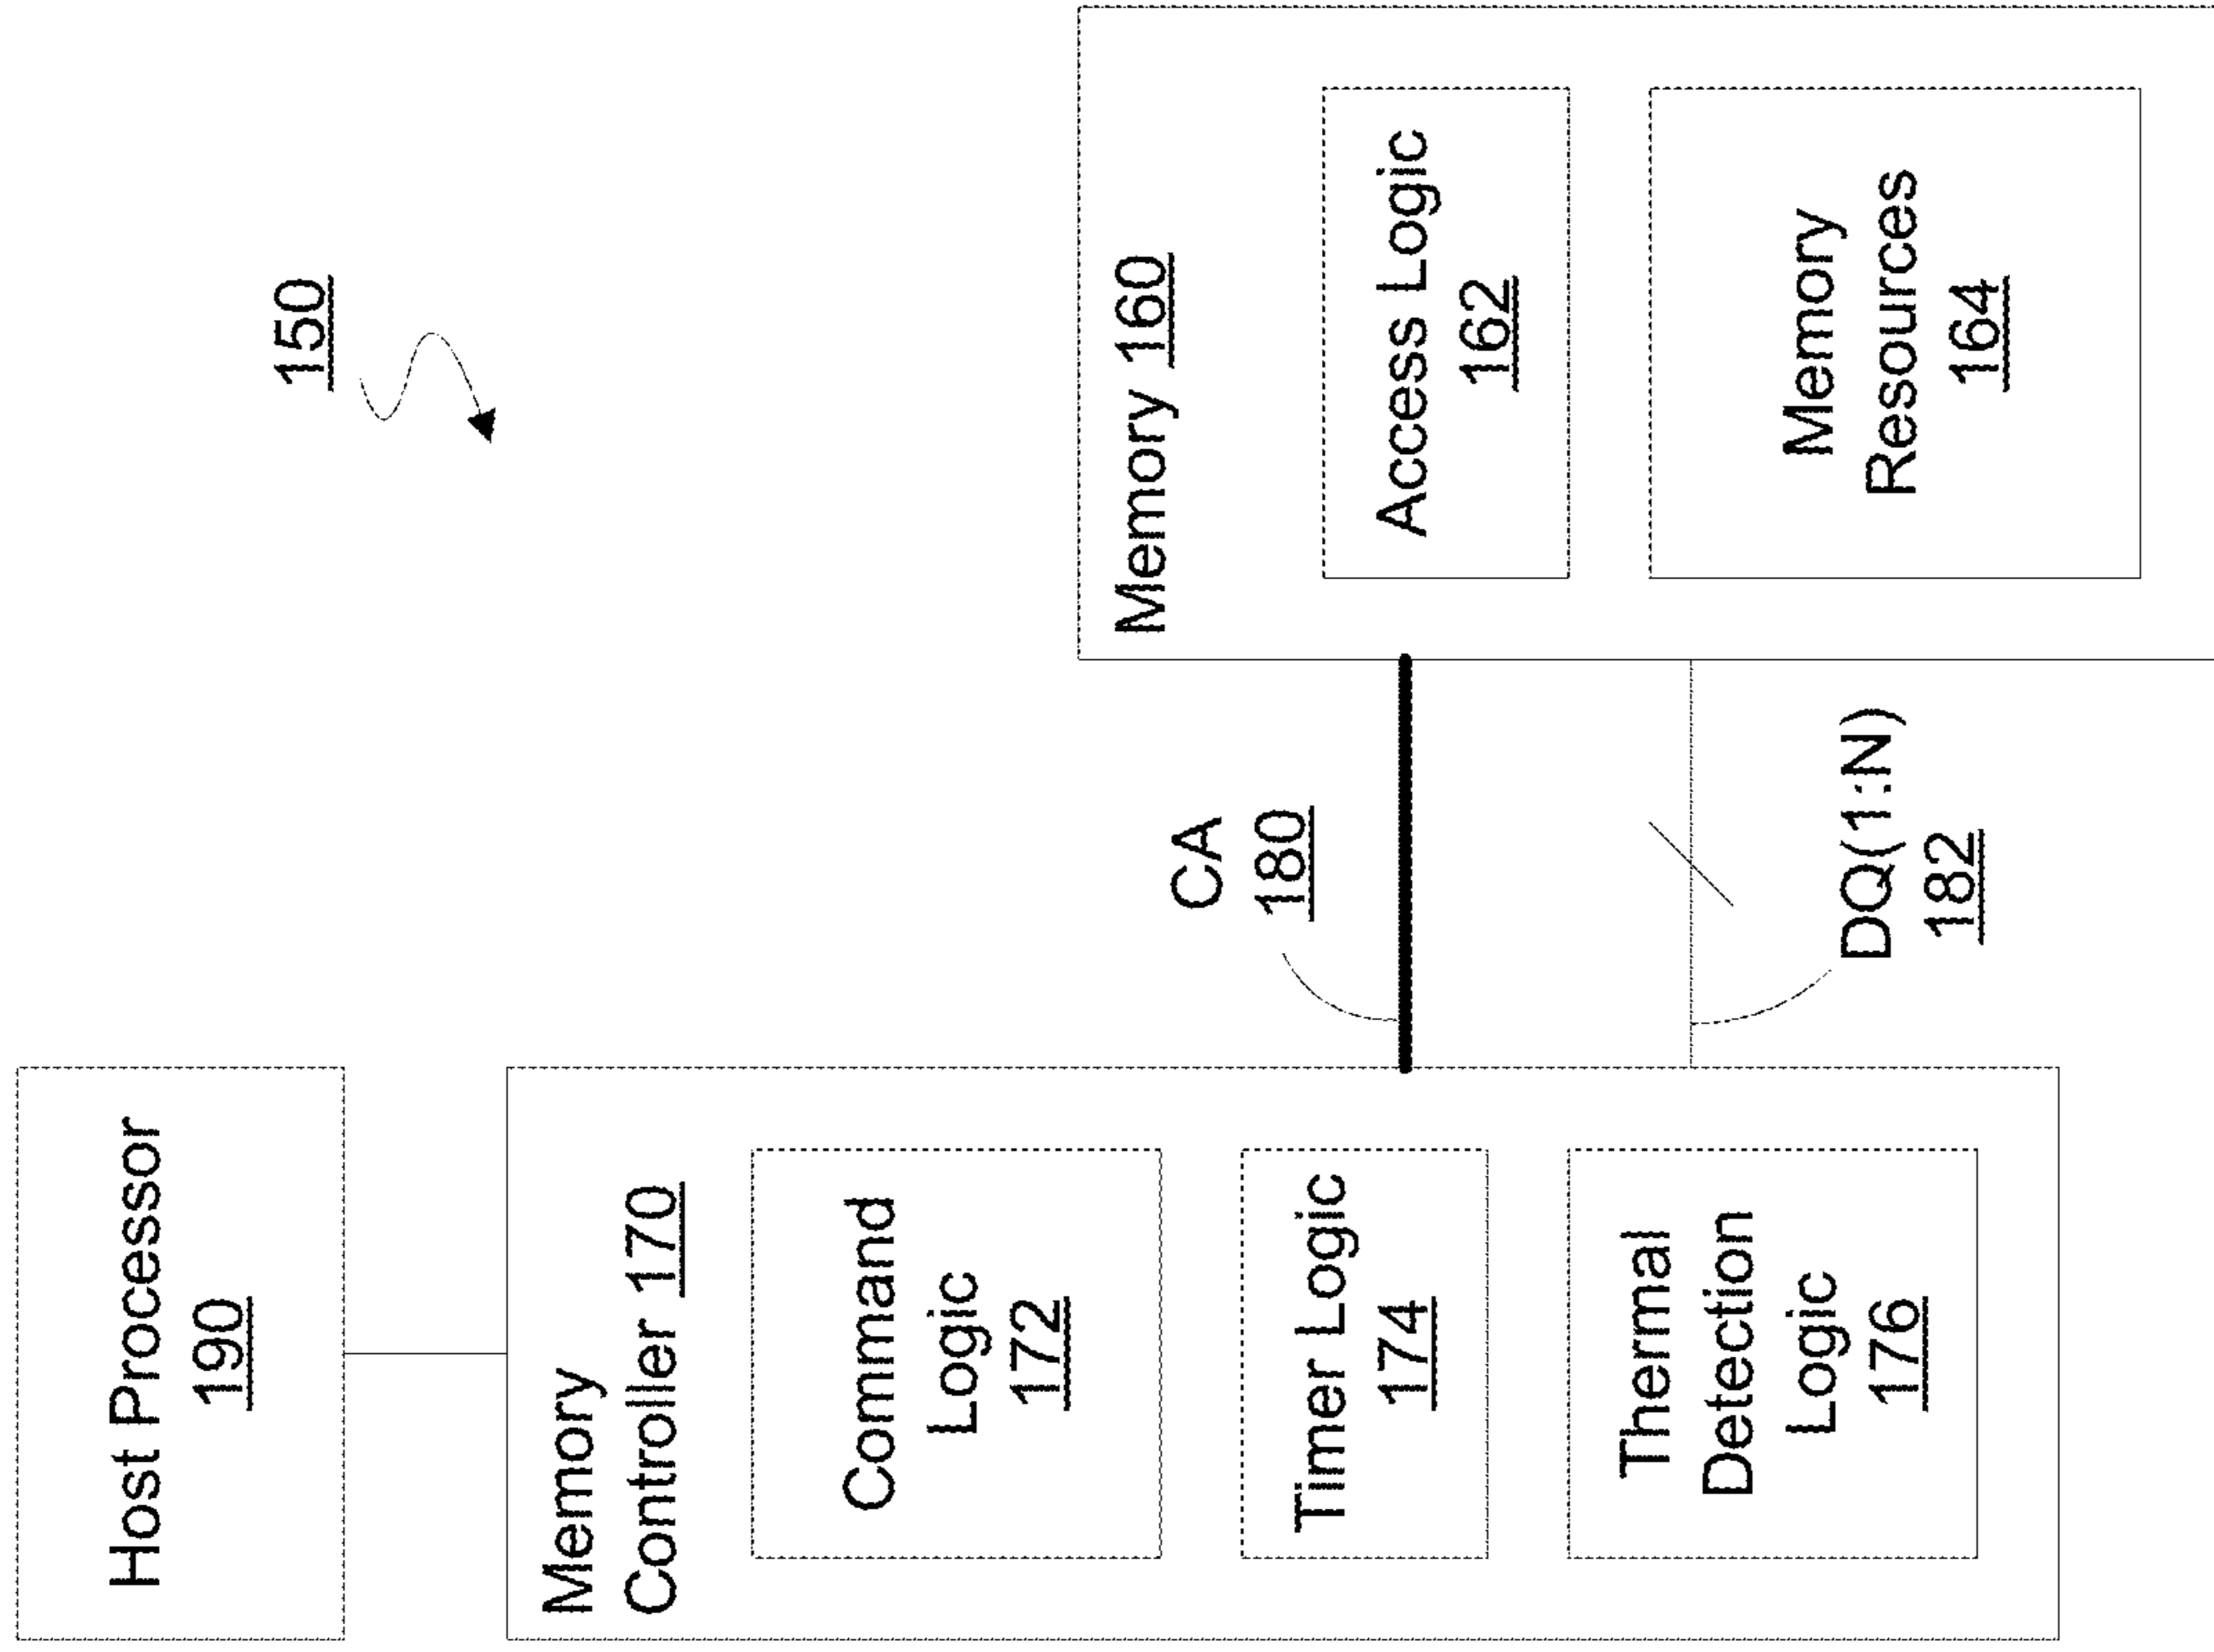 150
Host Processor
190
Memory
Controller 170
Command
Logic
172
Timer Logic
174
Thermal
Detection
Logic
176
CA
180
DQ(1:N)
182
Memory 160
Access Logic
162
Memory
Resources
164